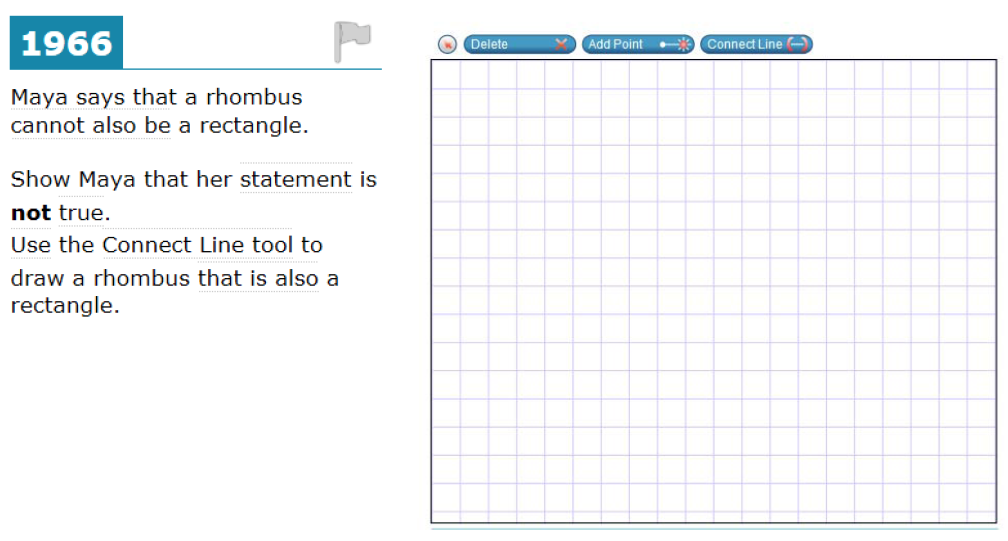 1966
Maya says that a rhombus
cannot also be a rectangle.
Show Maya that her statement is
not true.
Use the Connect Line tool to
draw a rhombus that is also a
rectangle.
Delete
Add Point
Connect Line